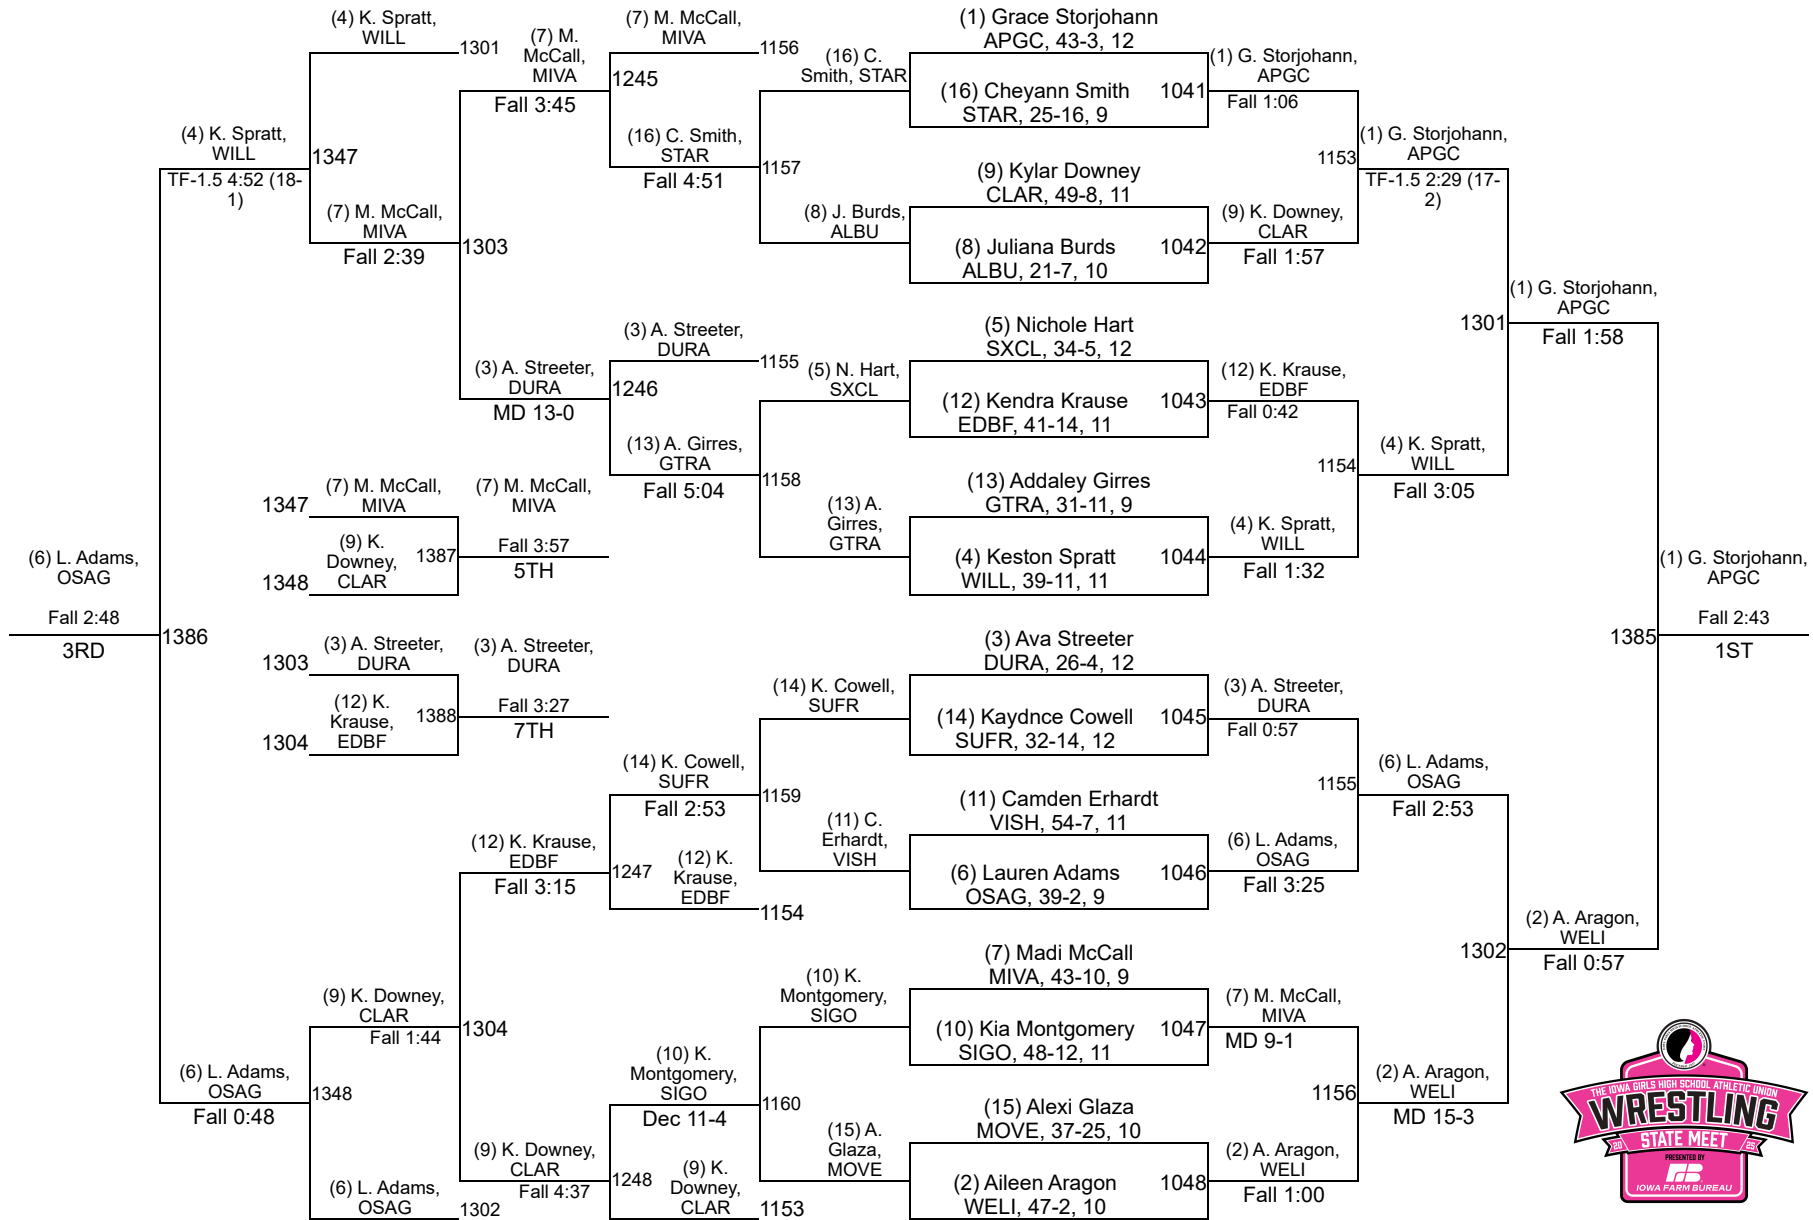 (4) K. Spratt,
WILL
1301
(7) M.
McCall,
MIVA
Fall 3:45
(7) M. McCall,
MIVA
1156
1245
(16) C. Smith,
STAR
Fall 4:51
1157
(16) C.
Smith, STAR
(8) J. Burds,
ALBU
(1) Grace Storjohann
APGC, 43-3, 12
(16) Cheyann Smith
STAR, 25-16, 9
1041
(1) G. Storjohann,
APGC
Fall 1:06
(9) Kylar Downey
CLAR, 49-8, 11
(8) Juliana Burds
ALBU, 21-7, 10
1042
(9) K. Downey,
CLAR
Fall 1:57
1153
(1) G. Storjohann,
APGC
TF-1.5 2:29 (17-
2)
(4) K. Spratt,
WILL
TF-1.5 4:52 (18-
1)
1347
(7) M. McCall,
MIVA
Fall 2:39
1303
(3) A. Streeter,
DURA
MD 13-0
(3) A. Streeter,
DURA
1155
1246
(13) A. Girres,
GTRA
Fall 5:04
1158
(5) N. Hart,
SXCL
(13) A.
Girres,
GTRA
(5) Nichole Hart
SXCL, 34-5, 12
(12) Kendra Krause
EDBF, 41-14, 11
1043
(12) K. Krause,
EDBF
Fall 0:42
(13) Addaley Girres
GTRA, 31-11, 9
(4) Keston Spratt
WILL, 39-11, 11
1044
(4) K. Spratt,
WILL
Fall 1:32
1154
(4) K. Spratt,
WILL
Fall 3:05
1301
(1) G. Storjohann,
APGC
Fall 1:58
1347
(7) M. McCall,
MIVA
1348
(9) K.
Downey,
CLAR
1387
(7) M. McCall,
MIVA
Fall 3:57
5TH
(6) L. Adams,
OSAG
Fall 2:48
3RD
1386
1303
(3) A. Streeter,
DURA
1304
(12) K.
Krause,
EDBF
1388
(3) A. Streeter,
DURA
Fall 3:27
7TH
1385
(1) G. Storjohann,
APGC
Fall 2:43
1ST
(14) K. Cowell,
SUFR
Fall 2:53
1159
(14) K. Cowell,
SUFR
(11) C.
Erhardt,
VISH
(3) Ava Streeter
DURA, 26-4, 12
(14) Kaydnce Cowell
SUFR, 32-14, 12
1045
(3) A. Streeter,
DURA
Fall 0:57
(11) Camden Erhardt
VISH, 54-7, 11
(6) Lauren Adams
OSAG, 39-2, 9
1046
(6) L. Adams,
OSAG
Fall 3:25
1155
(6) L. Adams,
OSAG
Fall 2:53
(12) K. Krause,
EDBF
Fall 3:15
1247
(12) K.
Krause,
EDBF
1154
1302
(2) A. Aragon,
WELI
Fall 0:57
(9) K. Downey,
CLAR
Fall 1:44
1304
(10) K.
Montgomery,
SIGO
Dec 11-4
1160
(10) K.
Montgomery,
SIGO
(15) A.
Glaza,
MOVE
(7) Madi McCall
MIVA, 43-10, 9
(10) Kia Montgomery
SIGO, 48-12, 11
1047
(7) M. McCall,
MIVA
MD 9-1
(15) Alexi Glaza
MOVE, 37-25, 10
(2) Aileen Aragon
WELI, 47-2, 10
1048
(2) A. Aragon,
WELI
Fall 1:00
1156
(2) A. Aragon,
WELI
MD 15-3
(6) L. Adams,
OSAG
Fall 0:48
1348
(6) L. Adams,
OSAG
1302
(9) K. Downey,
CLAR
Fall 4:37
1248
(9) K.
Downey,
CLAR
1153
THE IOWA GIRLS HIGH SCHOOL ATHLETIC UNION
WRESTLING
20 STATE MEET 25
PRESENTED BY
FB
IOWA FARM BUREAU